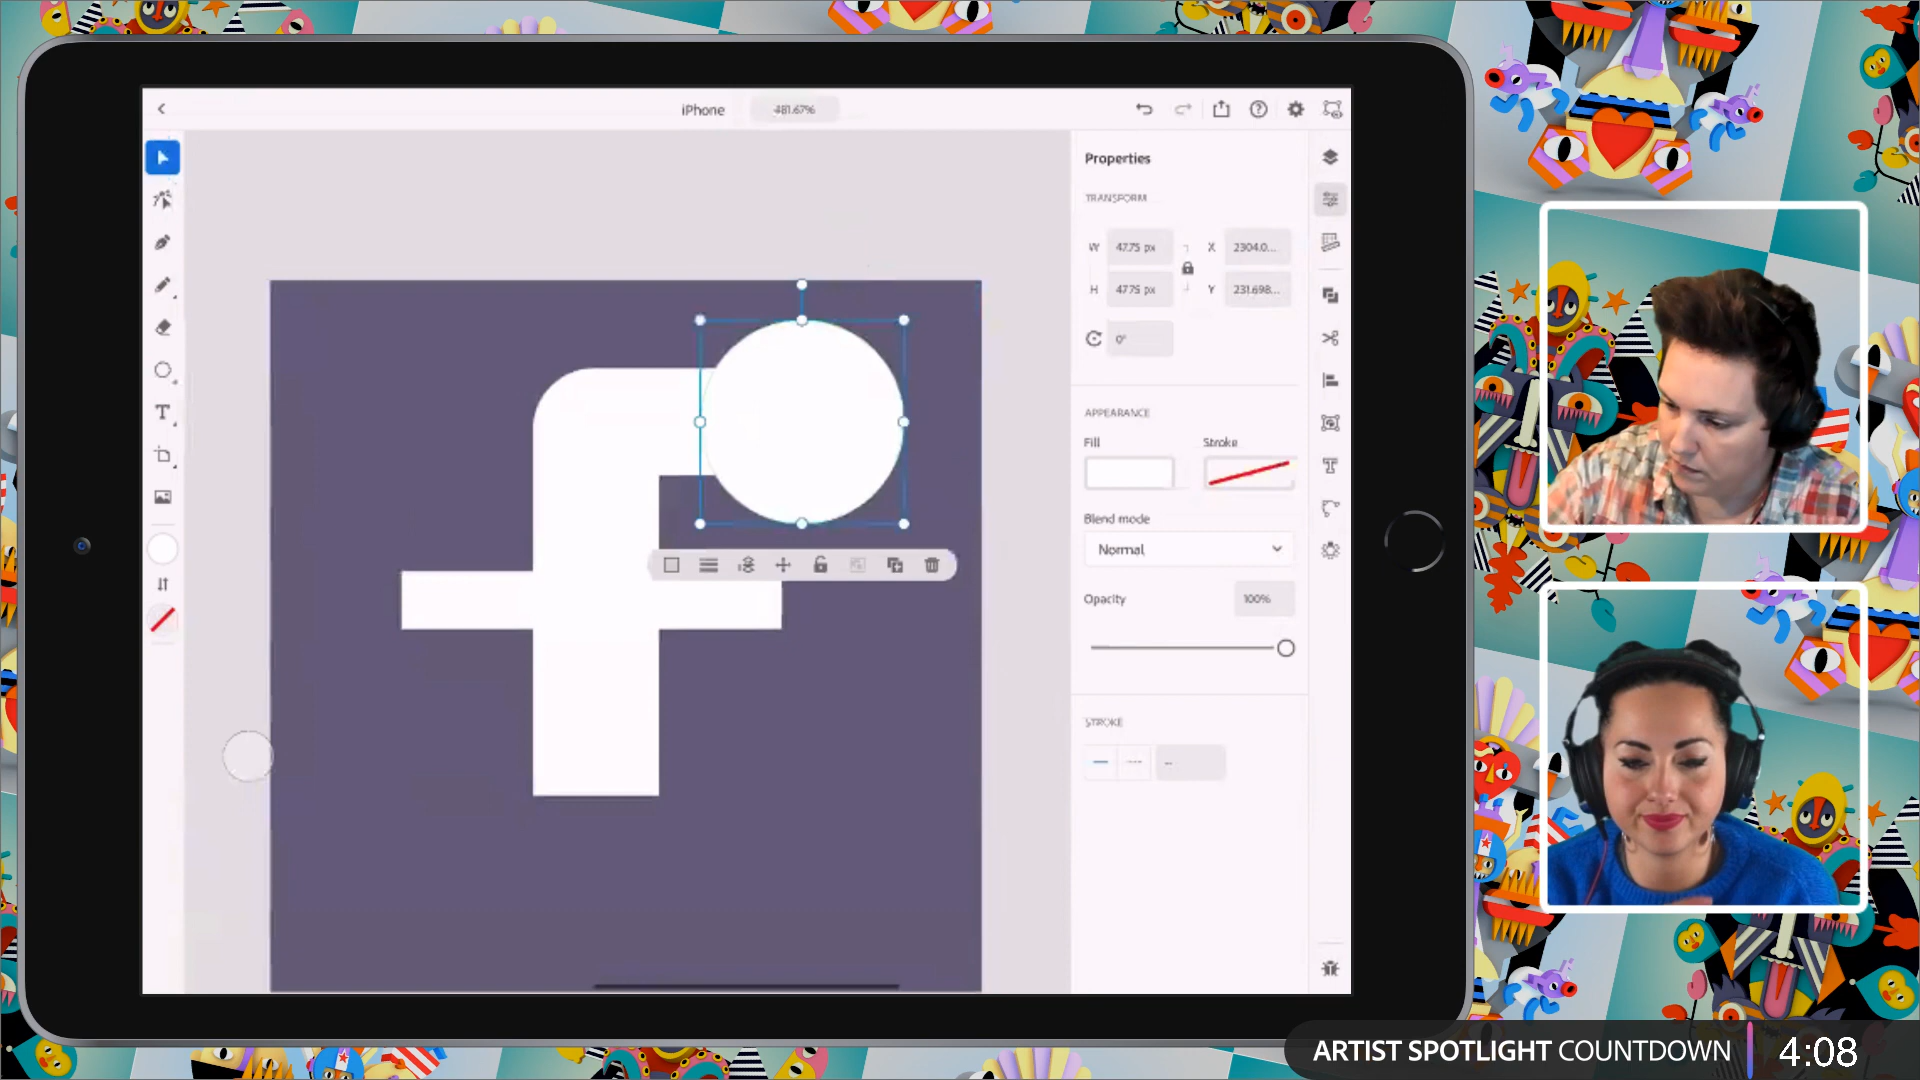 iPhone 481.67%
Properties
TRANSFORM
W 47.75 px X 2304.0...
H 47.75 px Y 231.698...
0°
APPEARANCE
Fill Stroke
Blend mode
Normal
Opacity 100%
STROKE
f
ARTIST SPOTLIGHT COUNTDOWN 4:08